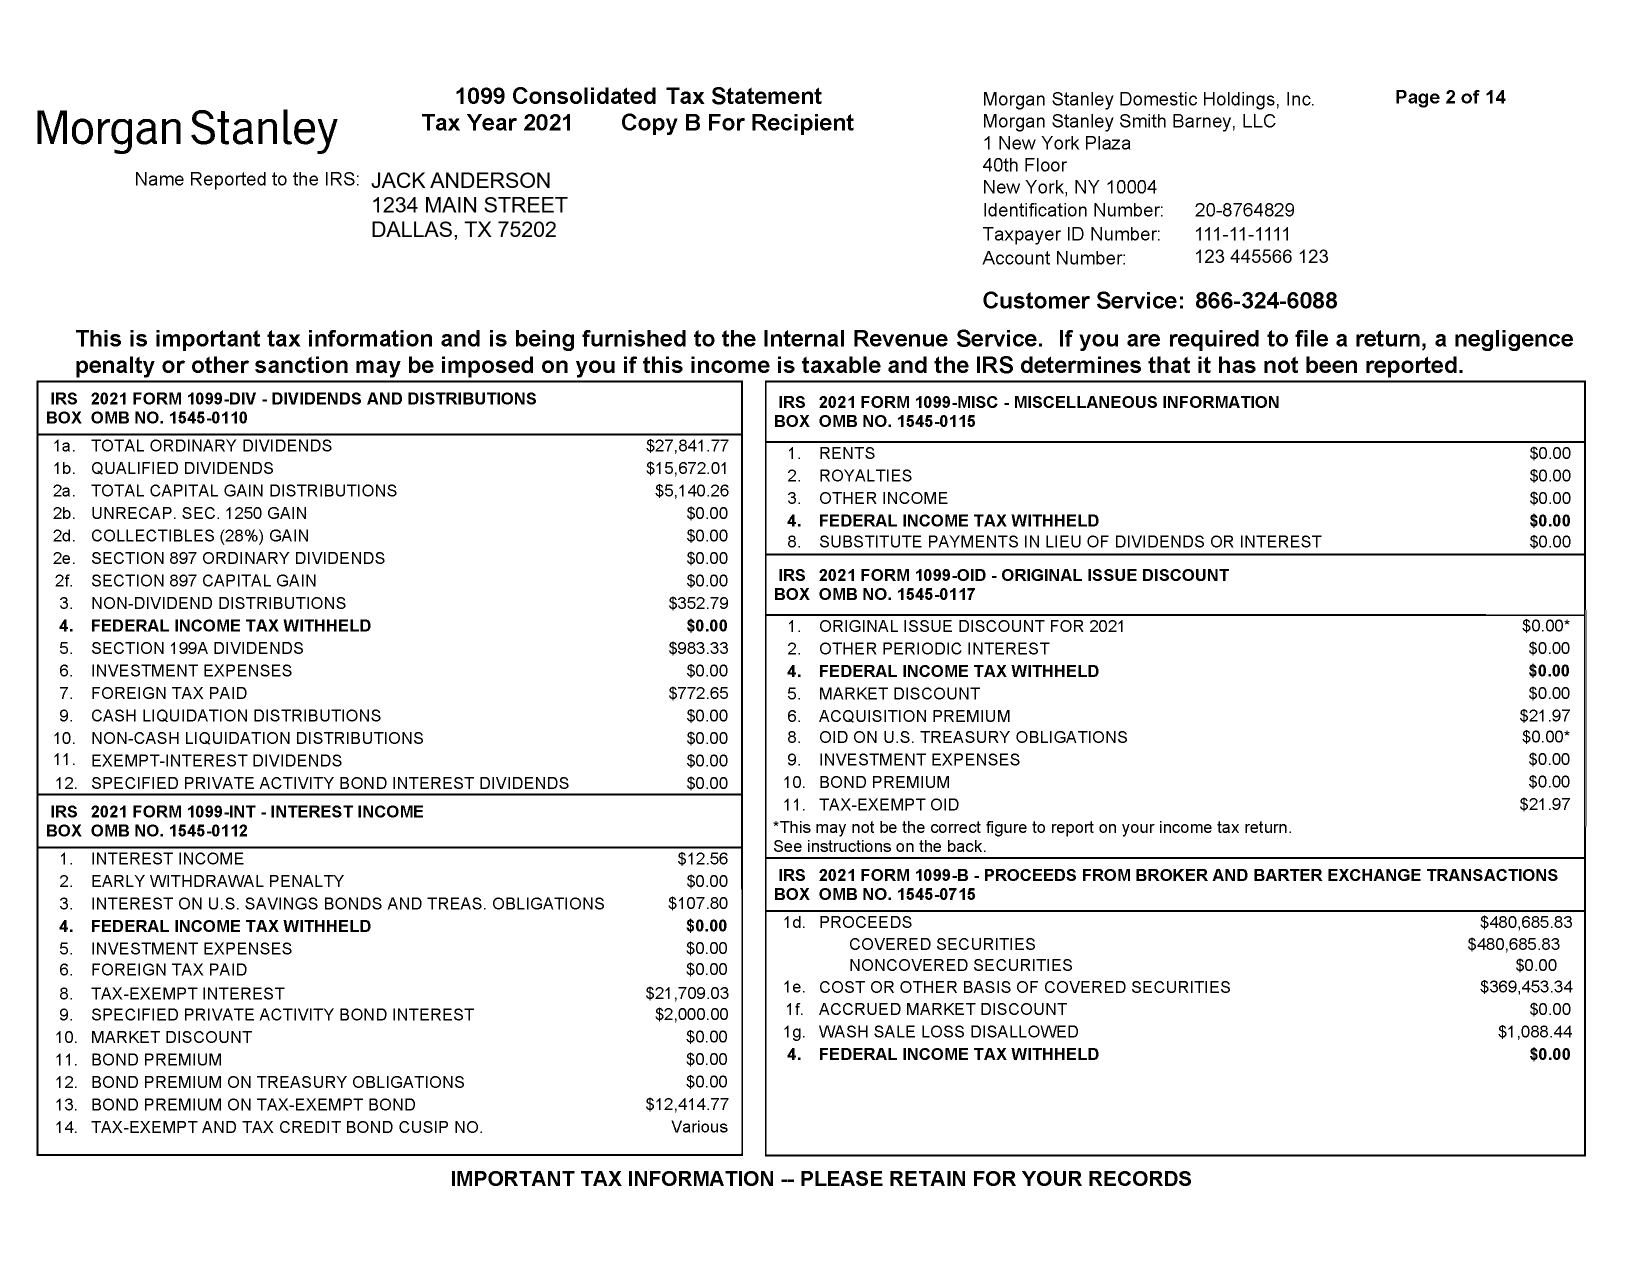 Morgan Stanley
1099 Consolidated Tax Statement
Tax Year 2021 Copy B For Recipient
Name Reported to the IRS: JACK ANDERSON
1234 MAIN STREET
DALLAS, TX 75202
Morgan Stanley Domestic Holdings, Inc.
Morgan Stanley Smith Barney, LLC
1 New York Plaza
40th Floor
New York, NY 10004
Identification Number: 20-8764829
Taxpayer ID Number: 111-11-1111
Account Number: 123 445566 123
Customer Service: 866-324-6088
Page 2 of 14
This is important tax information and is being furnished to the Internal Revenue Service. If you are required to file a return, a negligence
penalty or other sanction may be imposed on you if this income is taxable and the IRS determines that it has not been reported.
IRS 2021 FORM 1099-DIV - DIVIDENDS AND DISTRIBUTIONS
BOX OMB NO. 1545-0110
1a. TOTAL ORDINARY DIVIDENDS $27,841.77
1b. QUALIFIED DIVIDENDS $15,672.01
2a. TOTAL CAPITAL GAIN DISTRIBUTIONS $5,140.26
2b. UNRECAP. SEC. 1250 GAIN $0.00
2d. COLLECTIBLES (28%) GAIN $0.00
2e. SECTION 897 ORDINARY DIVIDENDS $0.00
2f. SECTION 897 CAPITAL GAIN $0.00
3. NON-DIVIDEND DISTRIBUTIONS $352.79
4. FEDERAL INCOME TAX WITHHELD $0.00
5. SECTION 199A DIVIDENDS $983.33
6. INVESTMENT EXPENSES $0.00
7. FOREIGN TAX PAID $772.65
9. CASH LIQUIDATION DISTRIBUTIONS $0.00
10. NON-CASH LIQUIDATION DISTRIBUTIONS $0.00
11. EXEMPT-INTEREST DIVIDENDS $0.00
12. SPECIFIED PRIVATE ACTIVITY BOND INTEREST DIVIDENDS $0.00
IRS 2021 FORM 1099-INT - INTEREST INCOME
BOX OMB NO. 1545-0112
1. INTEREST INCOME $12.56
2. EARLY WITHDRAWAL PENALTY $0.00
3. INTEREST ON U.S. SAVINGS BONDS AND TREAS. OBLIGATIONS $107.80
4. FEDERAL INCOME TAX WITHHELD $0.00
5. INVESTMENT EXPENSES $0.00
6. FOREIGN TAX PAID $0.00
8. TAX-EXEMPT INTEREST $21,709.03
9. SPECIFIED PRIVATE ACTIVITY BOND INTEREST $2,000.00
10. MARKET DISCOUNT $0.00
11. BOND PREMIUM $0.00
12. BOND PREMIUM ON TREASURY OBLIGATIONS $0.00
13. BOND PREMIUM ON TAX-EXEMPT BOND $12,414.77
14. TAX-EXEMPT AND TAX CREDIT BOND CUSIP NO. Various
IRS 2021 FORM 1099-MISC - MISCELLANEOUS INFORMATION
BOX OMB NO. 1545-0115
1. RENTS $0.00
2. ROYALTIES $0.00
3. OTHER INCOME $0.00
4. FEDERAL INCOME TAX WITHHELD $0.00
8. SUBSTITUTE PAYMENTS IN LIEU OF DIVIDENDS OR INTEREST $0.00
IRS 2021 FORM 1099-OID - ORIGINAL ISSUE DISCOUNT
BOX OMB NO. 1545-0117
1. ORIGINAL ISSUE DISCOUNT FOR 2021 $0.00*
2. OTHER PERIODIC INTEREST $0.00
4. FEDERAL INCOME TAX WITHHELD $0.00
5. MARKET DISCOUNT $0.00
6. ACQUISITION PREMIUM $21.97
8. OID ON U.S. TREASURY OBLIGATIONS $0.00*
9. INVESTMENT EXPENSES $0.00
10. BOND PREMIUM $0.00
11. TAX-EXEMPT OID $21.97
*This may not be the correct figure to report on your income tax return.
See instructions on the back.
IRS 2021 FORM 1099-B - PROCEEDS FROM BROKER AND BARTER EXCHANGE TRANSACTIONS
BOX OMB NO. 1545-0715
1d. PROCEEDS $480,685.83
COVERED SECURITIES $480,685.83
NONCOVERED SECURITIES $0.00
1e. COST OR OTHER BASIS OF COVERED SECURITIES $369,453.34
1f. ACCRUED MARKET DISCOUNT $0.00
1g. WASH SALE LOSS DISALLOWED $1,088.44
4. FEDERAL INCOME TAX WITHHELD $0.00
IMPORTANT TAX INFORMATION -- PLEASE RETAIN FOR YOUR RECORDS